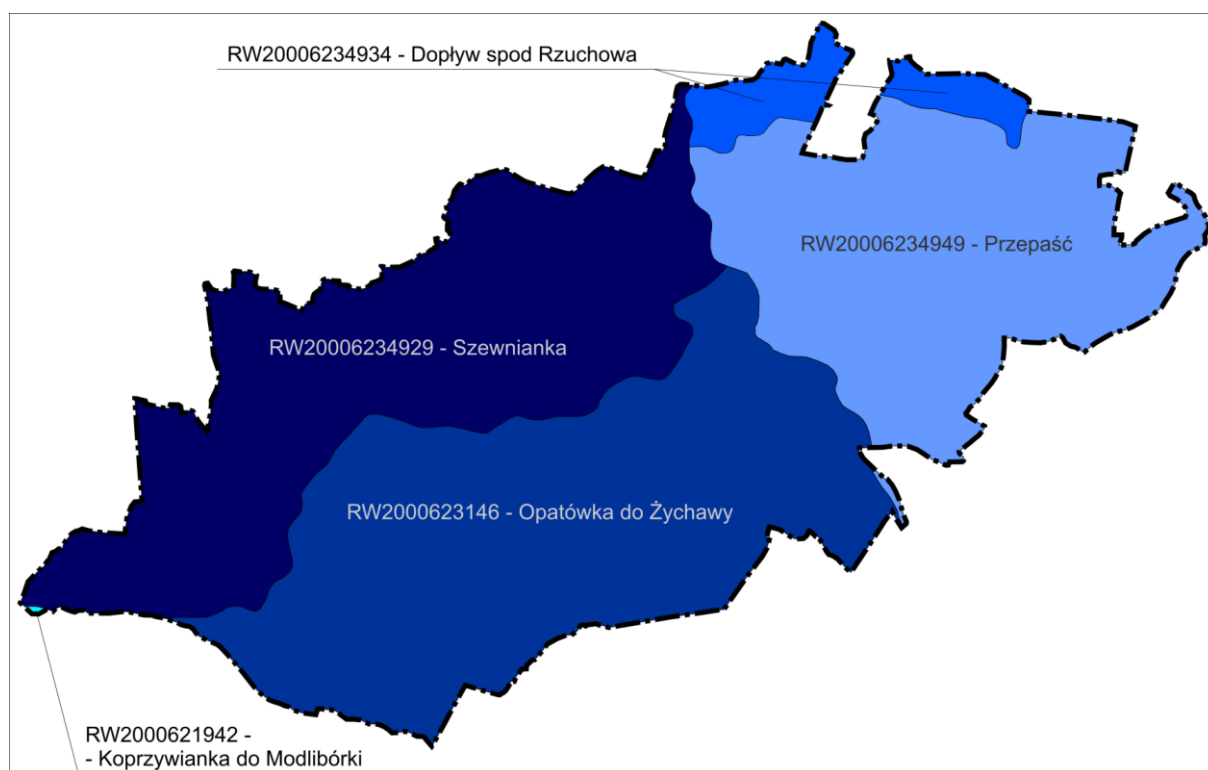 RW20006234934 - Dopływ spod Rzuchowa
RW20006234949 - Przepaść
RW20006234929 - Szewnianka
RW2000623146 - Opatówka do Żychawy
RW2000621942 -
- Koprzywianka do Modlibórki